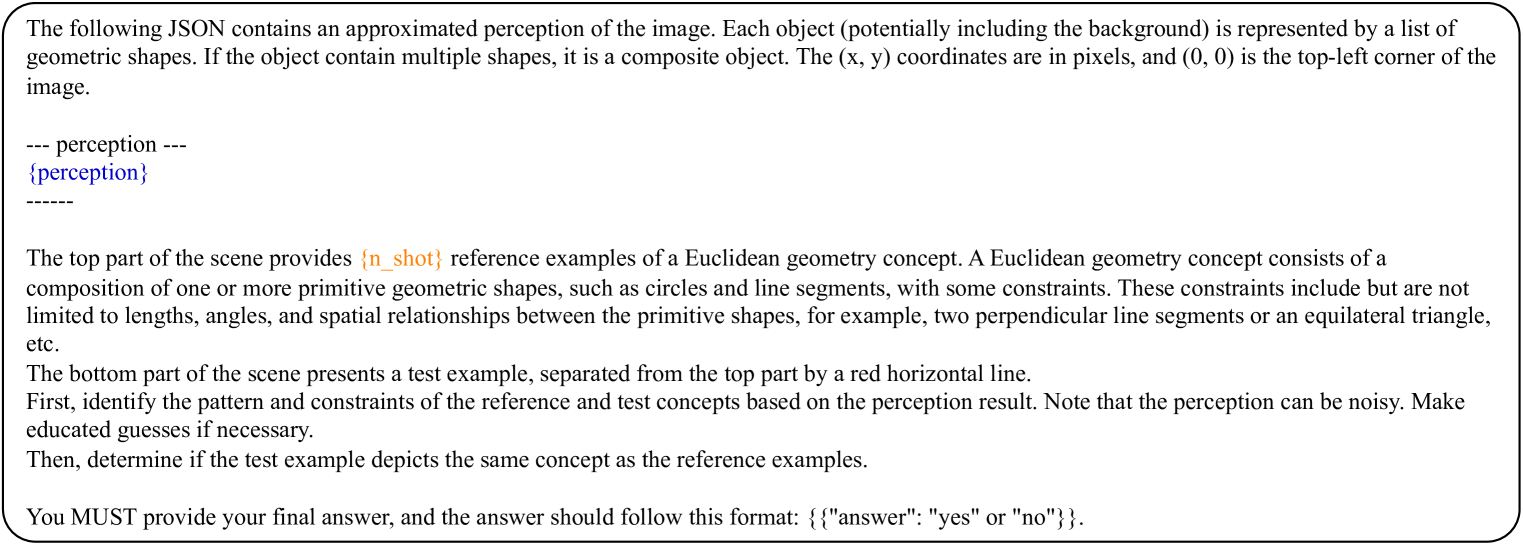 The following JSON contains an approximated perception of the image. Each object (potentially including the background) is represented by a list of
geometric shapes. If the object contain multiple shapes, it is a composite object. The (x, y) coordinates are in pixels, and (0, 0) is the top-left corner of the
image.
--- perception ---
{perception}
------
The top part of the scene provides {n_shot} reference examples of a Euclidean geometry concept. A Euclidean geometry concept consists of a
composition of one or more primitive geometric shapes, such as circles and line segments, with some constraints. These constraints include but are not
limited to lengths, angles, and spatial relationships between the primitive shapes, for example, two perpendicular line segments or an equilateral triangle,
etc.
The bottom part of the scene presents a test example, separated from the top part by a red horizontal line.
First, identify the pattern and constraints of the reference and test concepts based on the perception result. Note that the perception can be noisy. Make
educated guesses if necessary.
Then, determine if the test example depicts the same concept as the reference examples.
You MUST provide your final answer, and the answer should follow this format: {{"answer": "yes" or "no"}}.